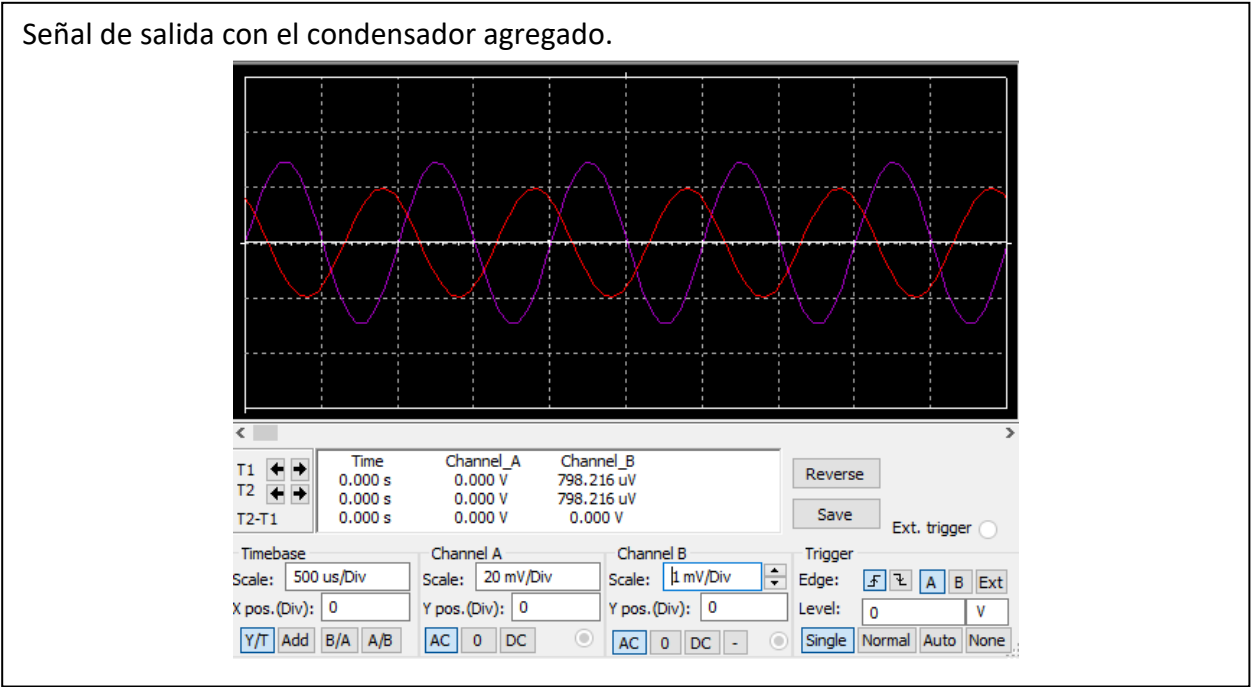 Señal de salida con el condensador agregado.
T1
T2
T2-T1
Time Channel_A Channel_B
0.000 s 0.000 V 798.216 uV
0.000 s 0.000 V 798.216 uV
0.000 s 0.000 V 0.000 V
Reverse
Save
Ext. trigger
Timebase
Scale: 500 us/Div
X pos.(Div): 0
Y/T Add B/A A/B
Channel A
Scale: 20 mV/Div
Y pos.(Div): 0
AC 0 DC
Channel B
Scale: 1 mV/Div
Y pos.(Div): 0
AC 0 DC -
Trigger
Edge: A B Ext
Level: 0 V
Single Normal Auto None